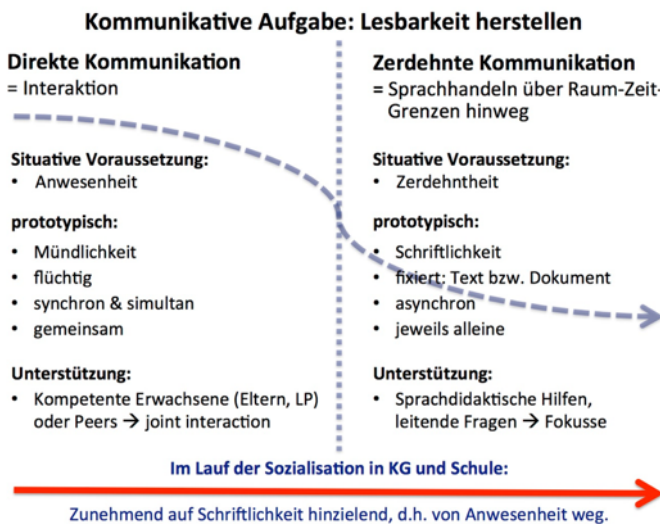 Kommunikative Aufgabe: Lesbarkeit herstellen
Direkte Kommunikation
= Interaktion
Situative Voraussetzung:
• Anwesenheit
prototypisch:
• Mündlichkeit
• flüchtig
• synchron & simultan
• gemeinsam
Unterstützung:
• Kompetente Erwachsene (Eltern, LP)
oder Peers → joint interaction
Zerdehnte Kommunikation
= Sprachhandeln über Raum-Zeit-
Grenzen hinweg
Situative Voraussetzung:
• Zerdehntheit
prototypisch:
• Schriftlichkeit
• fixiert: Text bzw. Dokument
• asynchron
• jeweils alleine
Unterstützung:
• Sprachdidaktische Hilfen,
leitende Fragen → Fokusse
Im Lauf der Sozialisation in KG und Schule:
Zunehmend auf Schriftlichkeit hinzielend, d.h. von Anwesenheit weg.